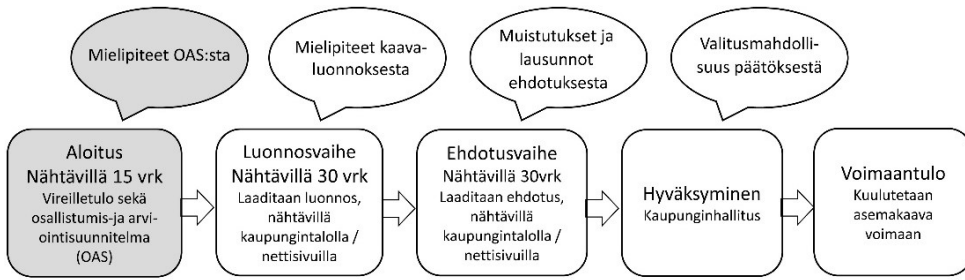 Mielipiteet OAS:sta
Mielipiteet kaava-
luonnoksesta
Muistutukset ja
lausunnot
ehdotuksesta
Valitusmahdolli-
suus päätöksestä
Aloitus
Nähtävillä 15 vrk
Vireilletulo sekä
osallistumis-ja arvi-
ointisuunnitelma
(OAS)
Luonnosvaihe
Nähtävillä 30 vrk
Laaditaan luonnos,
nähtävillä
kaupungintalolla /
nettisivuilla
Ehdotusvaihe
Nähtävillä 30vrk
Laaditaan ehdotus,
nähtävillä
kaupungintalolla /
nettisivuilla
Hyväksyminen
Kaupunginhallitus
Voimaantulo
Kuulutetaan
asemakaava
voimaan